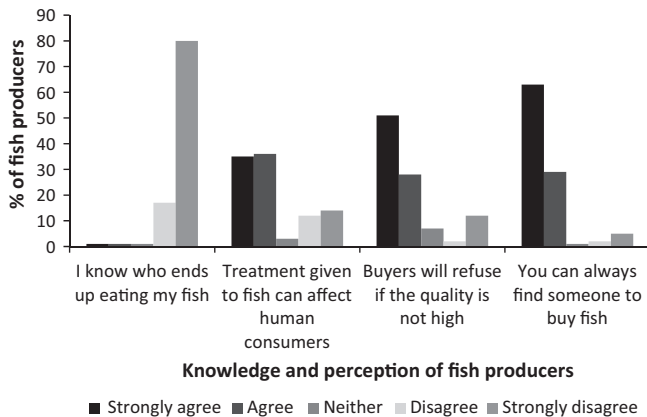 90
80
70
60
50
40
30
20
10
0
% of fish producers
I know who ends
up eating my fish
Treatment given
to fish can affect
human
consumers
Buyers will refuse
if the quality is
not high
You can always
find someone to
buy fish
Knowledge and perception of fish producers
Strongly agree Agree Neither Disagree Strongly disagree